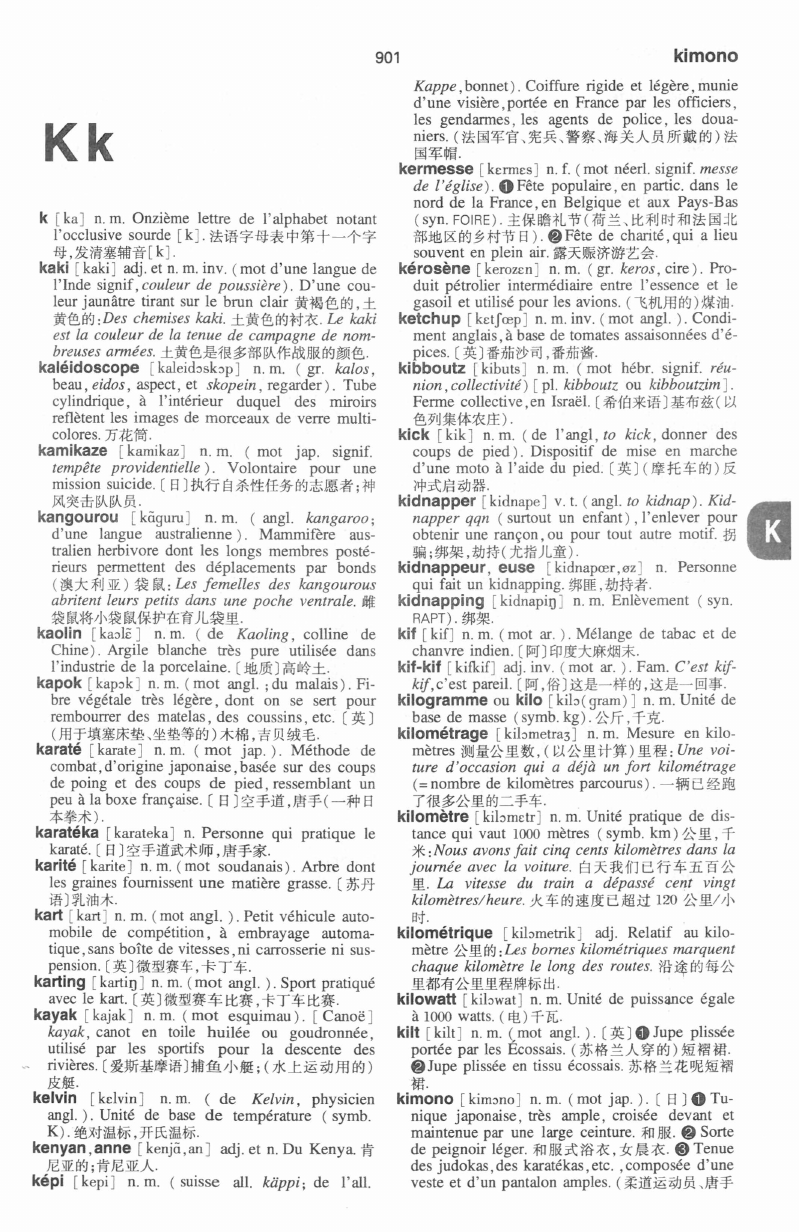 901
kimono
K k
k [ka] n. m. Onzième lettre de l'alphabet notant
l'occlusive sourde [k]. 法语字母表中第十一个字
母,发清塞辅音[k].
kaki [kaki] adj. et n. m. inv. (mot d'une langue de
l'Inde signif, couleur de poussière). D'une cou-
leur jaunâtre tirant sur le brun clair 黄褐色的,土
黄色的:Des chemises kaki. 土黄色的衬衣. Le kaki
est la couleur de la tenue de campagne de nom-
breuses armées. 土黄色是很多部队作战服的颜色.
kaléidoscope [kaleidɔskɔp] n. m. ( gr. kalos,
beau, eidos, aspect, et skopein, regarder). Tube
cylindrique, à l'intérieur duquel des miroirs
reflètent les images de morceaux de verre multi-
colores. 万花筒.
kamikaze [kamikaz] n. m. ( mot jap. signif.
tempête providentielle ). Volontaire pour une
mission suicide. [日]执行自杀性任务的志愿者;神
风突击队队员.
kangourou [kɑ̃guru] n. m. ( angl. kangaroo;
d'une langue australienne ). Mammifère aus-
tralien herbivore dont les longs membres posté-
rieurs permettent des déplacements par bonds
(澳大利亚) 袋鼠: Les femelles des kangourous
abritent leurs petits dans une poche ventrale. 雌
袋鼠将小袋鼠保护在育儿袋里.
kaolin [kaɔlɛ̃] n. m. ( de Kaoling, colline de
Chine). Argile blanche très pure utilisée dans
l'industrie de la porcelaine. [地质]高岭土.
kapok [kapɔk] n. m. (mot angl. ;du malais). Fi-
bre végétale très légère, dont on se sert pour
rembourrer des matelas, des coussins, etc. [英]
(用于填塞床垫、坐垫等的)木棉,吉贝绒毛.
karaté [karate] n. m. ( mot jap. ). Méthode de
combat,d'origine japonaise,basée sur des coups
de poing et des coups de pied, ressemblant un
peu à la boxe française. [日]空手道,唐手(一种日
本拳术).
karatéka [karateka] n. Personne qui pratique le
karaté. [日]空手道武术师,唐手家.
karité [karite] n. m. (mot soudanais). Arbre dont
les graines fournissent une matière grasse. [苏丹
语]乳油木.
kart [kart] n. m. (mot angl. ). Petit véhicule auto-
mobile de compétition, à embrayage automa-
tique,sans boîte de vitesses,ni carrosserie ni sus-
pension. [英]微型赛车,卡丁车.
karting [kartiŋ] n. m. (mot angl. ). Sport pratiqué
avec le kart. [英]微型赛车比赛,卡丁车比赛.
kayak [kajak] n. m. ( mot esquimau). [ Canoë]
kayak, canot en toile huilée ou goudronnée,
utilisé par les sportifs pour la descente des
rivières. [爱斯基摩语]捕鱼小艇;(水上运动用的)
皮艇.
kelvin [kɛlvin] n. m. ( de Kelvin, physicien
angl. ). Unité de base de température ( symb.
K). 绝对温标,开氏温标.
kenyan, anne [kenjɑ̃,an] adj. et n. Du Kenya. 肯
尼亚的;肯尼亚人.
képi [kepi] n. m. ( suisse all. käppi; de l'all.
Kappe,bonnet). Coiffure rigide et légère,munie
d'une visière,portée en France par les officiers,
les gendarmes, les agents de police, les doua-
niers. (法国军官、宪兵、警察、海关人员所戴的)法
国军帽.
kermesse [kɛrmɛs] n. f. (mot néerl. signif. messe
de l'église). ❶Fête populaire, en partic. dans le
nord de la France,en Belgique et aux Pays-Bas
(syn. FOIRE). 主保瞻礼节(荷兰、比利时和法国北
部地区的乡村节日). ❷Fête de charité,qui a lieu
souvent en plein air. 露天赈济游艺会.
kérosène [kerozɛn] n. m. (gr. keros, cire). Pro-
duit pétrolier intermédiaire entre l'essence et le
gasoil et utilisé pour les avions. (飞机用的)煤油.
ketchup [kɛtʃœp] n. m. inv. (mot angl. ). Condi-
ment anglais,à base de tomates assaisonnées d'é-
pices. [英]番茄沙司,番茄酱.
kibboutz [kibuts] n. m. (mot hébr. signif. réu-
nion, collectivité) [pl. kibboutz ou kibboutzim].
Ferme collective,en Israël. [希伯来语]基布兹(以
色列集体农庄).
kick [kik] n. m. (de l'angl, to kick, donner des
coups de pied). Dispositif de mise en marche
d'une moto à l'aide du pied. [英](摩托车的)反
冲式启动器.
kidnapper [kidnape] v. t. (angl. to kidnap). Kid-
napper qqn (surtout un enfant), l'enlever pour
obtenir une rançon,ou pour tout autre motif. 拐
骗;绑架,劫持(尤指儿童).
kidnappeur, euse [kidnapœr,øz] n. Personne
qui fait un kidnapping. 绑匪,劫持者.
kidnapping [kidnapiŋ] n. m. Enlèvement ( syn.
RAPT). 绑架.
kif [kif] n. m. (mot ar. ). Mélange de tabac et de
chanvre indien. [阿]印度大麻烟末.
kif-kif [kifkif] adj. inv. (mot ar. ). Fam. C'est kif-
kif,c'est pareil. [阿,俗]这是一样的,这是一回事.
kilogramme ou kilo [kilɔ(gram)] n. m. Unité de
base de masse (symb. kg). 公斤,千克.
kilométrage [kilɔmetraʒ] n. m. Mesure en kilo-
mètres 测量公里数,(以公里计算)里程:Une voi-
ture d'occasion qui a déjà un fort kilométrage
(=nombre de kilomètres parcourus). 一辆已经跑
了很多公里的二手车.
kilomètre [kilɔmɛtr] n. m. Unité pratique de dis-
tance qui vaut 1000 mètres (symb. km)公里,千
米:Nous avons fait cinq cents kilomètres dans la
journée avec la voiture. 白天我们已行车五百公
里. La vitesse du train a dépassé cent vingt
kilomètres/heure. 火车的速度已超过 120 公里/小
时.
kilométrique [kilɔmetrik] adj. Relatif au kilo-
mètre 公里的:Les bornes kilométriques marquent
chaque kilomètre le long des routes. 沿途的每公
里都有公里里程牌标出.
kilowatt [kilɔwat] n. m. Unité de puissance égale
à 1000 watts. (电)千瓦.
kilt [kilt] n. m. (mot angl. ). [英]❶Jupe plissée
portée par les Écossais. (苏格兰人穿的)短褶裙.
❷Jupe plissée en tissu écossais. 苏格兰花呢短褶
裙.
kimono [kimɔno] n. m. (mot jap. ). [日]❶Tu-
nique japonaise, très ample, croisée devant et
maintenue par une large ceinture. 和服. ❷ Sorte
de peignoir léger. 和服式浴衣,女晨衣. ❸Tenue
des judokas,des karatékas,etc. ,composée d'une
veste et d'un pantalon amples. (柔道运动员、唐手
K